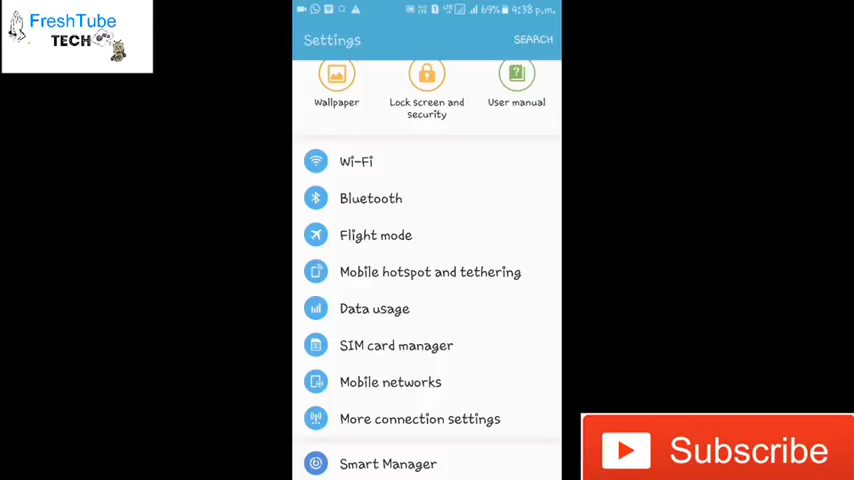 FreshTube
TECH
69% 4:38 p.m.
Settings
SEARCH
Wallpaper
Lock screen and
security
User manual
Wi-Fi
Bluetooth
Flight mode
Mobile hotspot and tethering
Data usage
SIM card manager
Mobile networks
More connection settings
Smart Manager
Subscribe